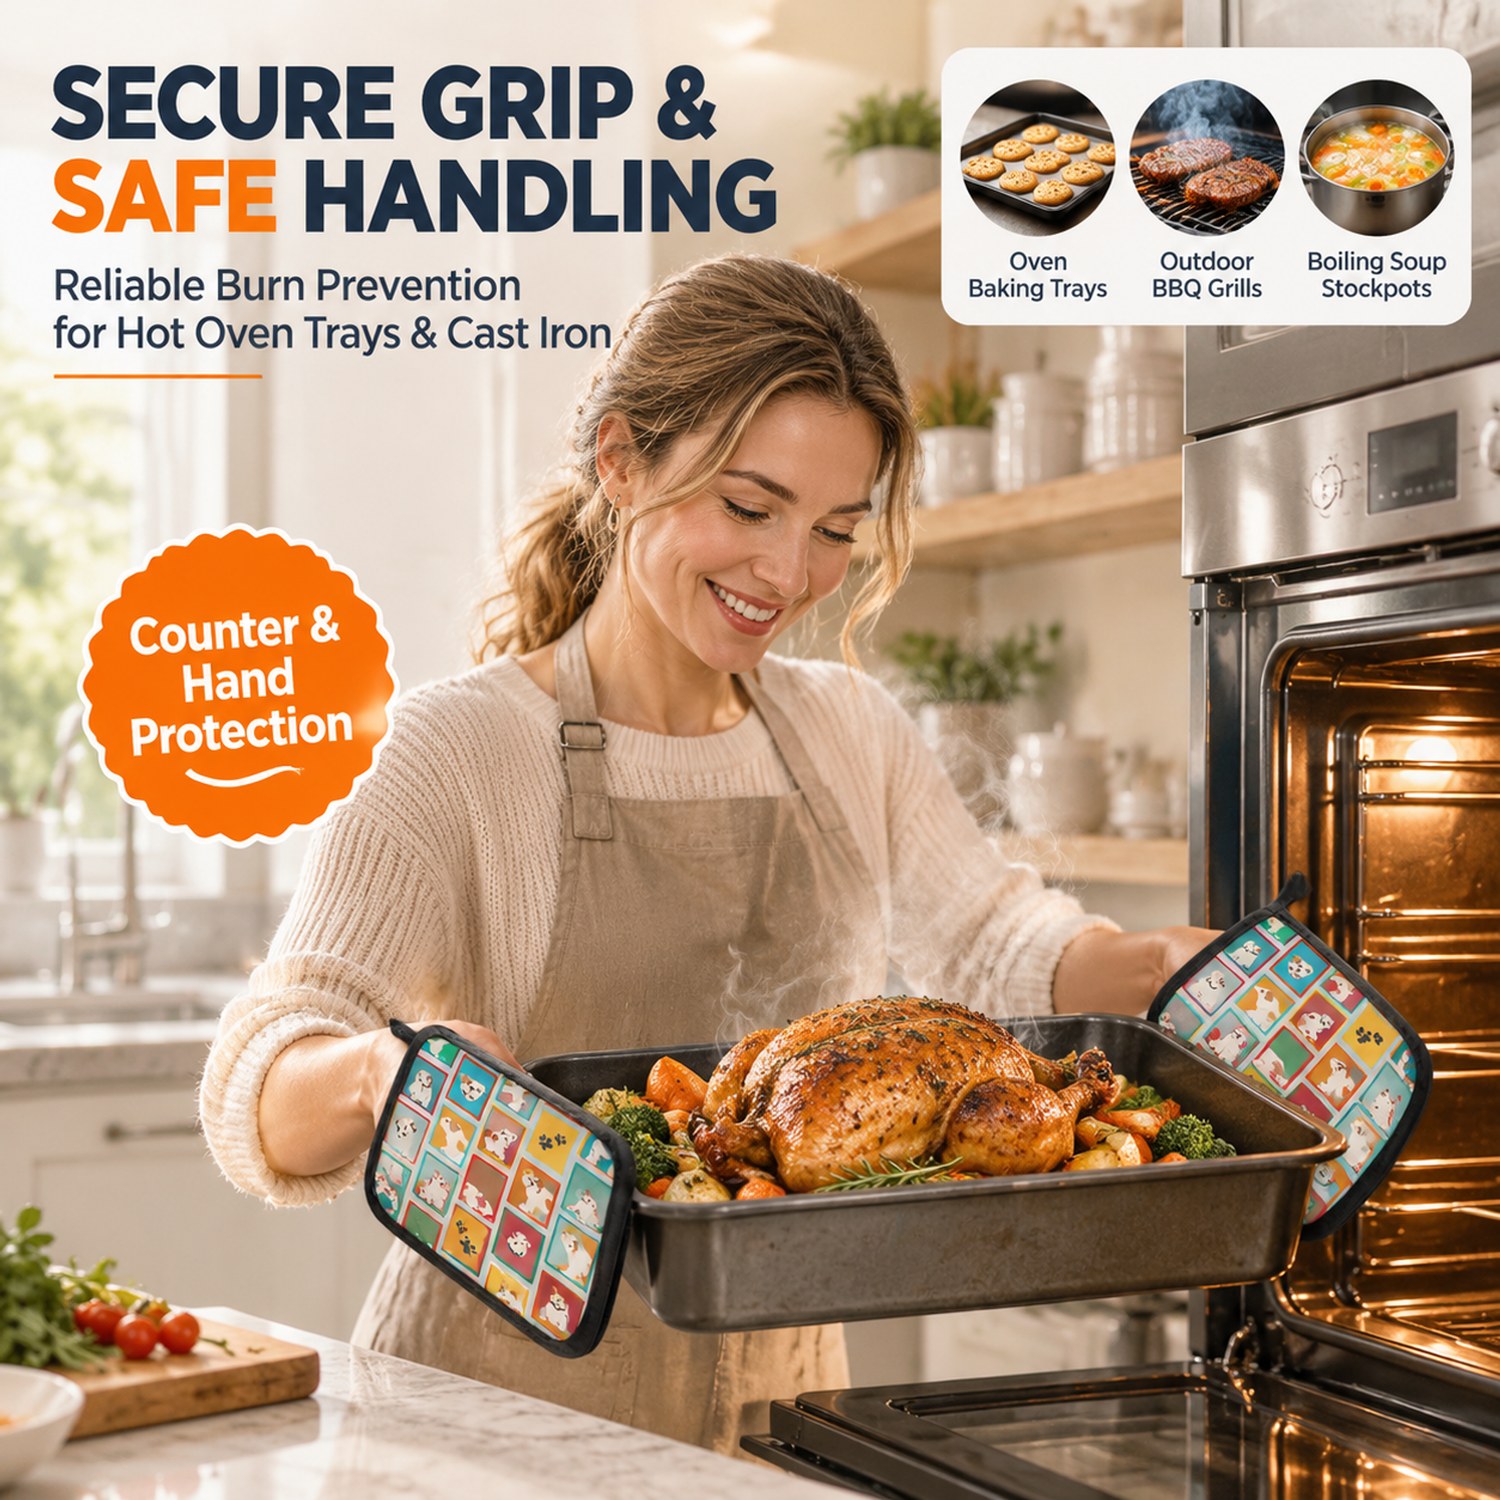 SECURE GRIP &
SAFE HANDLING
Reliable Burn Prevention
for Hot Oven Trays & Cast Iron
Oven
Baking Trays
Outdoor
BBQ Grills
Boiling Soup
Stockpots
Counter &
Hand
Protection